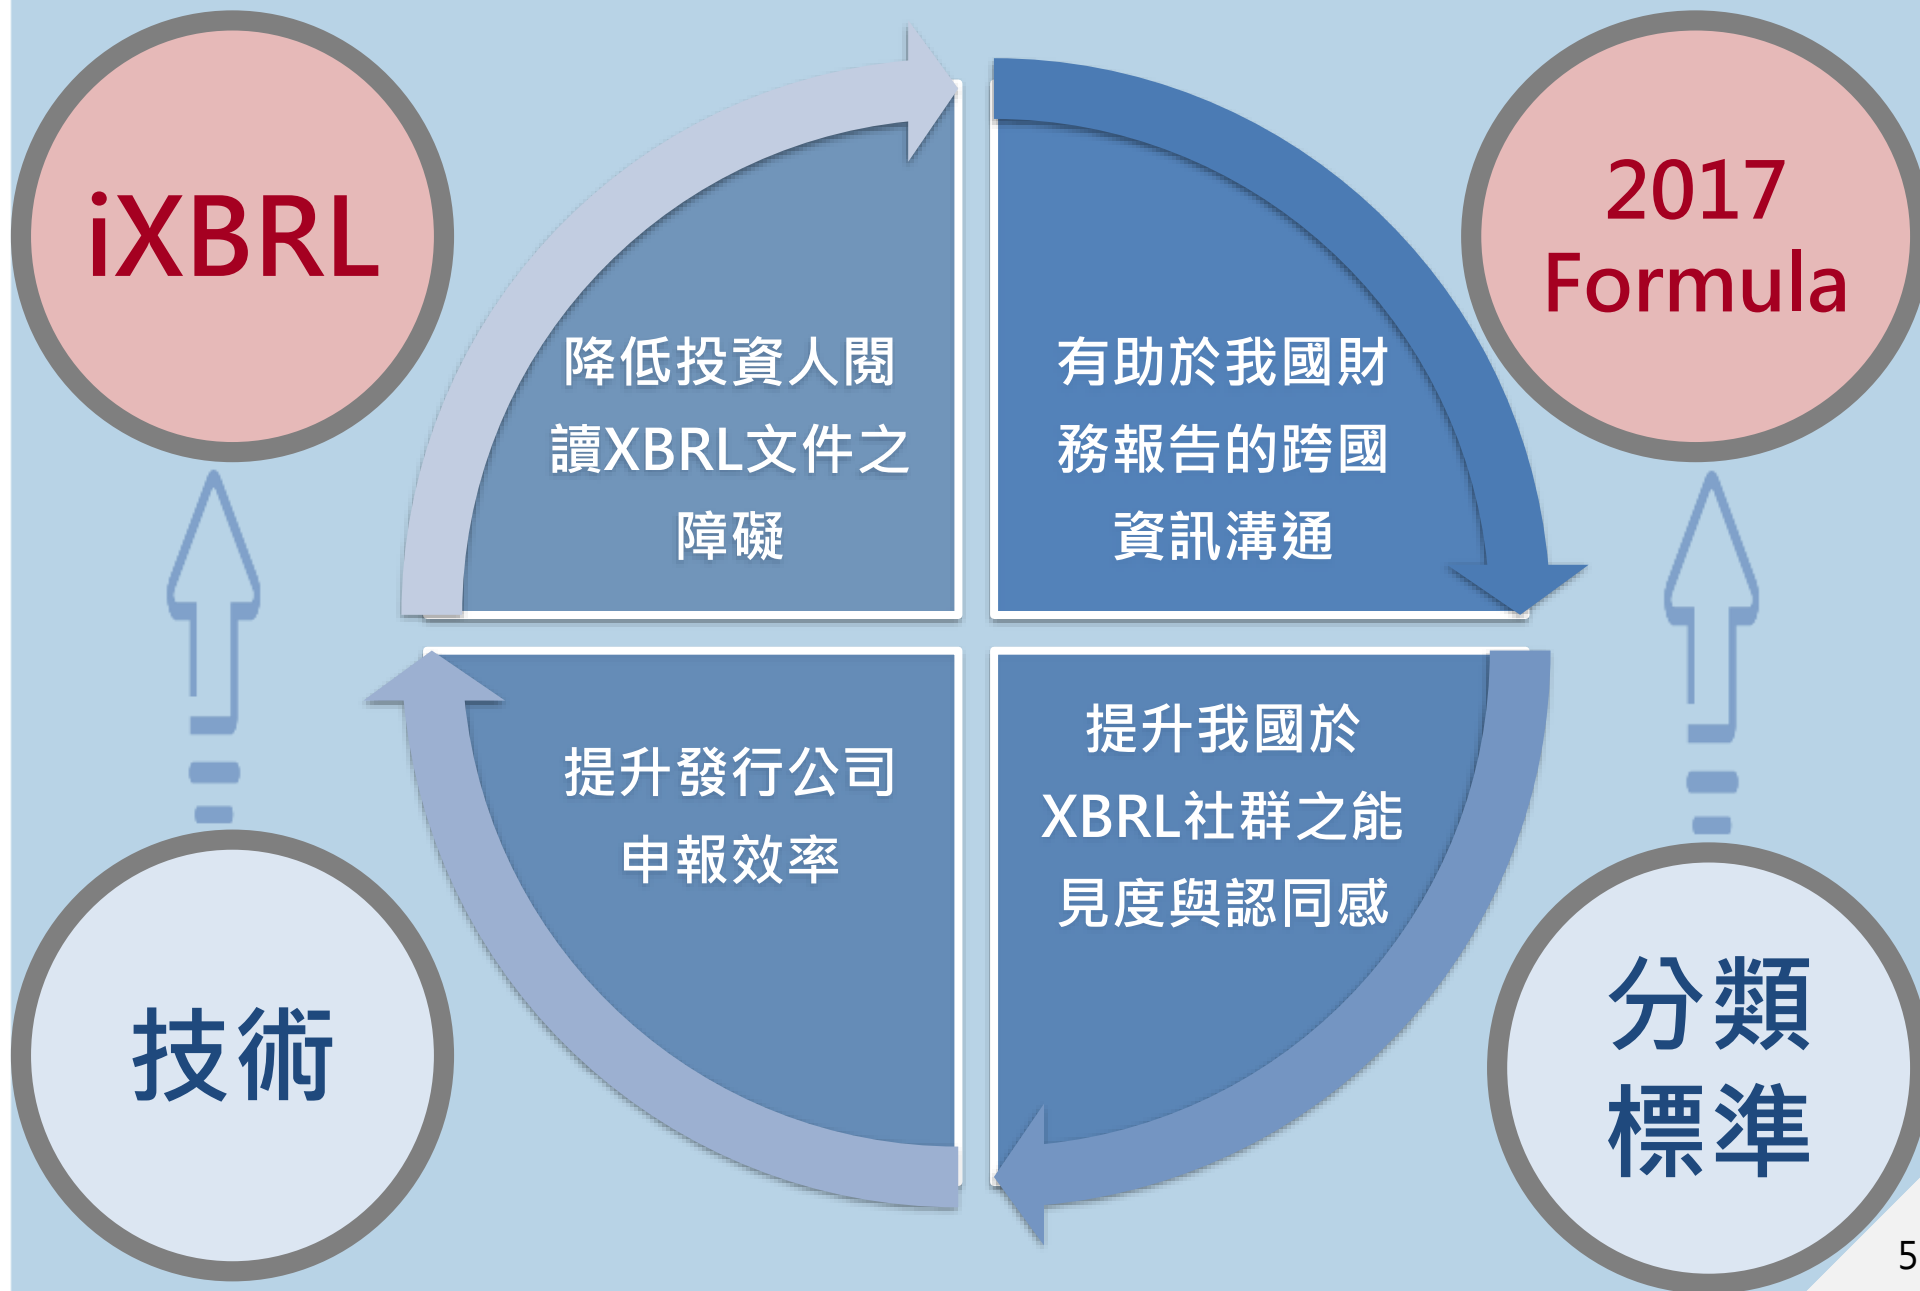 iXBRL
2017
Formula
降低投資人閱
讀XBRL文件之
障礙
有助於我國財
務報告的跨國
資訊溝通
提升發行公司
申報效率
提升我國於
XBRL社群之能
見度與認同感
技術
分類
標準
5